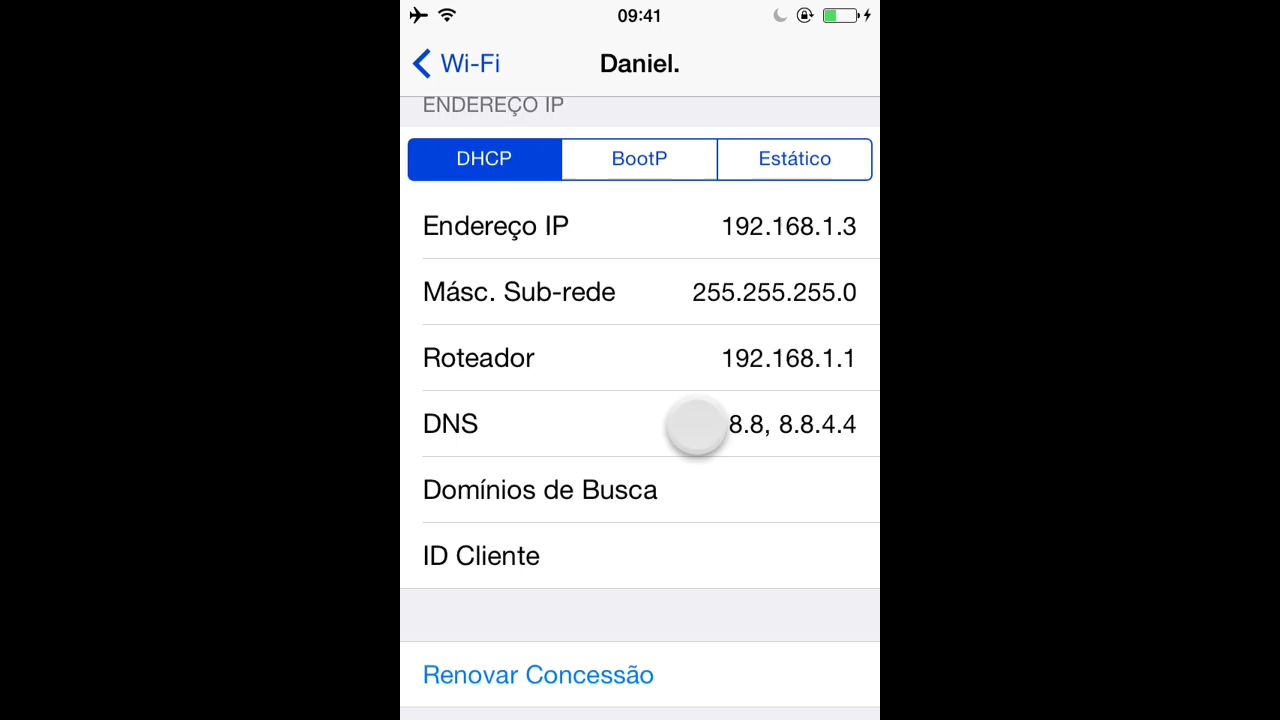 09:41
Wi-Fi
Daniel.
ENDEREÇO IP
DHCP BootP Estático
Endereço IP 192.168.1.3
Másc. Sub-rede 255.255.255.0
Roteador 192.168.1.1
DNS 8.8, 8.8.4.4
Domínios de Busca
ID Cliente
Renovar Concessão